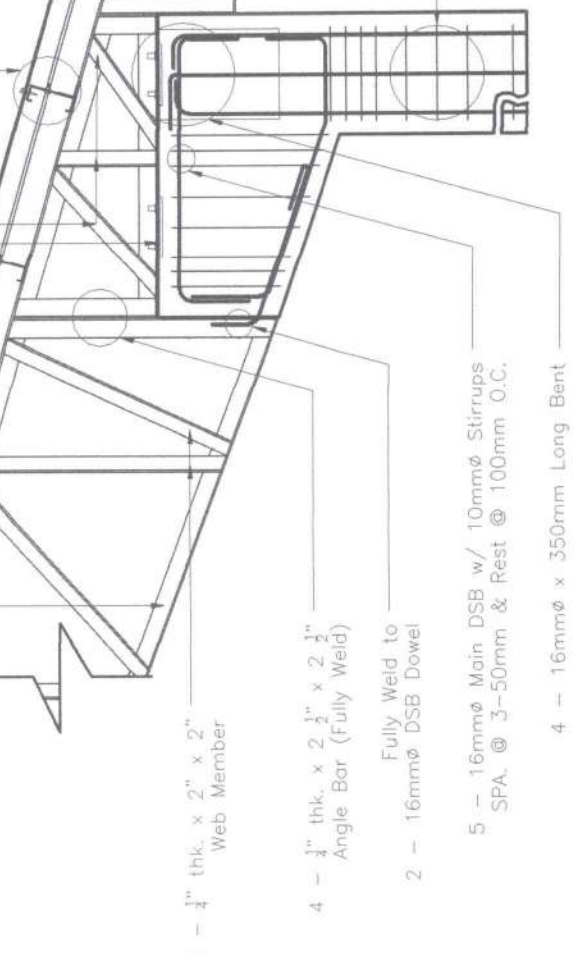 - ¼" thk. x 2" x 2"
Web Member
4 - ¼" thk. x 2 ½" x 2 ½"
Angle Bar (Fully Weld)
Fully Weld to
2 - 16mmØ DSB Dowel
5 - 16mmØ Main DSB w/ 10mmØ Stirrups
SPA. @ 3-50mm & Rest @ 100mm O.C.
4 - 16mmØ x 350mm Long Bent